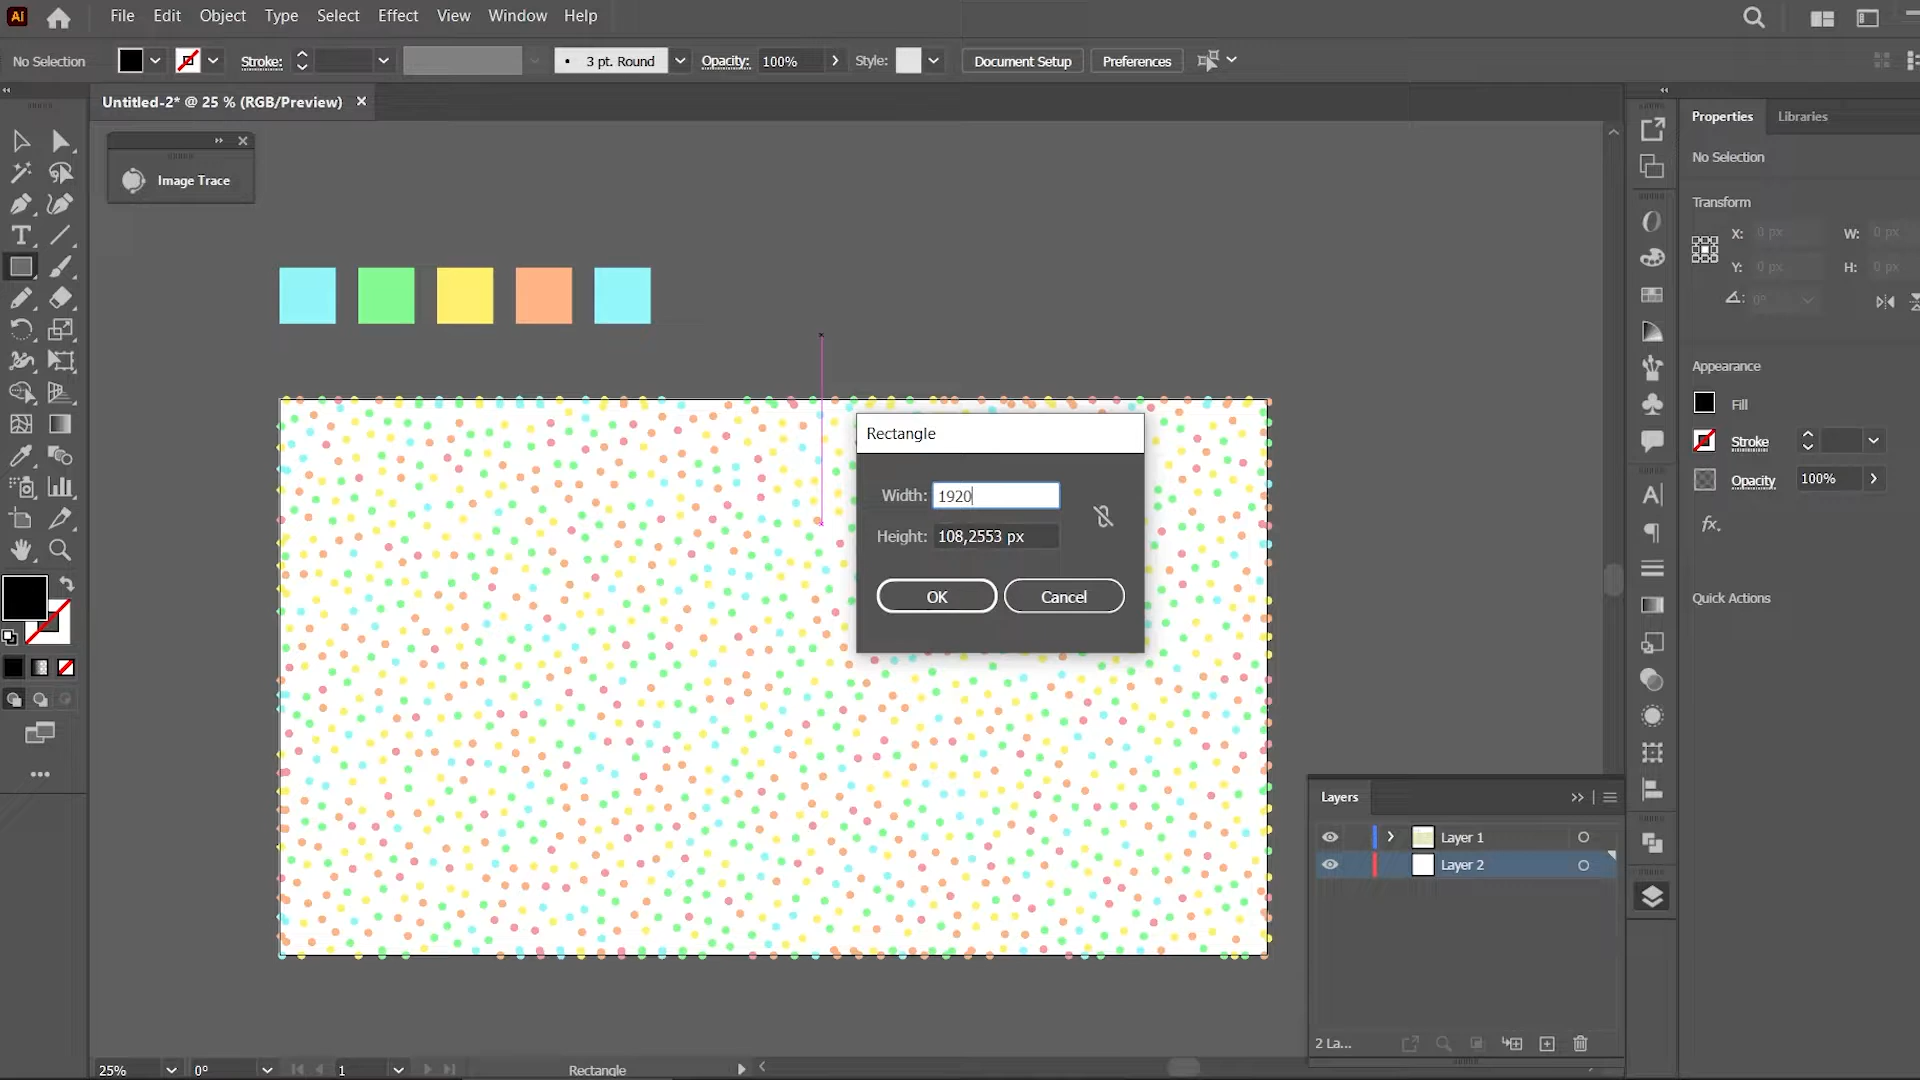 Ai File Edit Object Type Select Effect View Window Help
No Selection Stroke: 3 pt. Round Opacity: 100% Style: Document Setup Preferences
Untitled-2* @ 25 % (RGB/Preview)
Image Trace
Rectangle
Width: 1920
Height: 108,2553 px
OK Cancel
Properties Libraries
No Selection
Transform
X: 0 px W: 0 px
Y: 0 px H: 0 px
0°
Appearance
Fill
Stroke
Opacity 100%
fx.
Quick Actions
Layers
Layer 1
Layer 2
2 La...
25% 0° 1 Rectangle